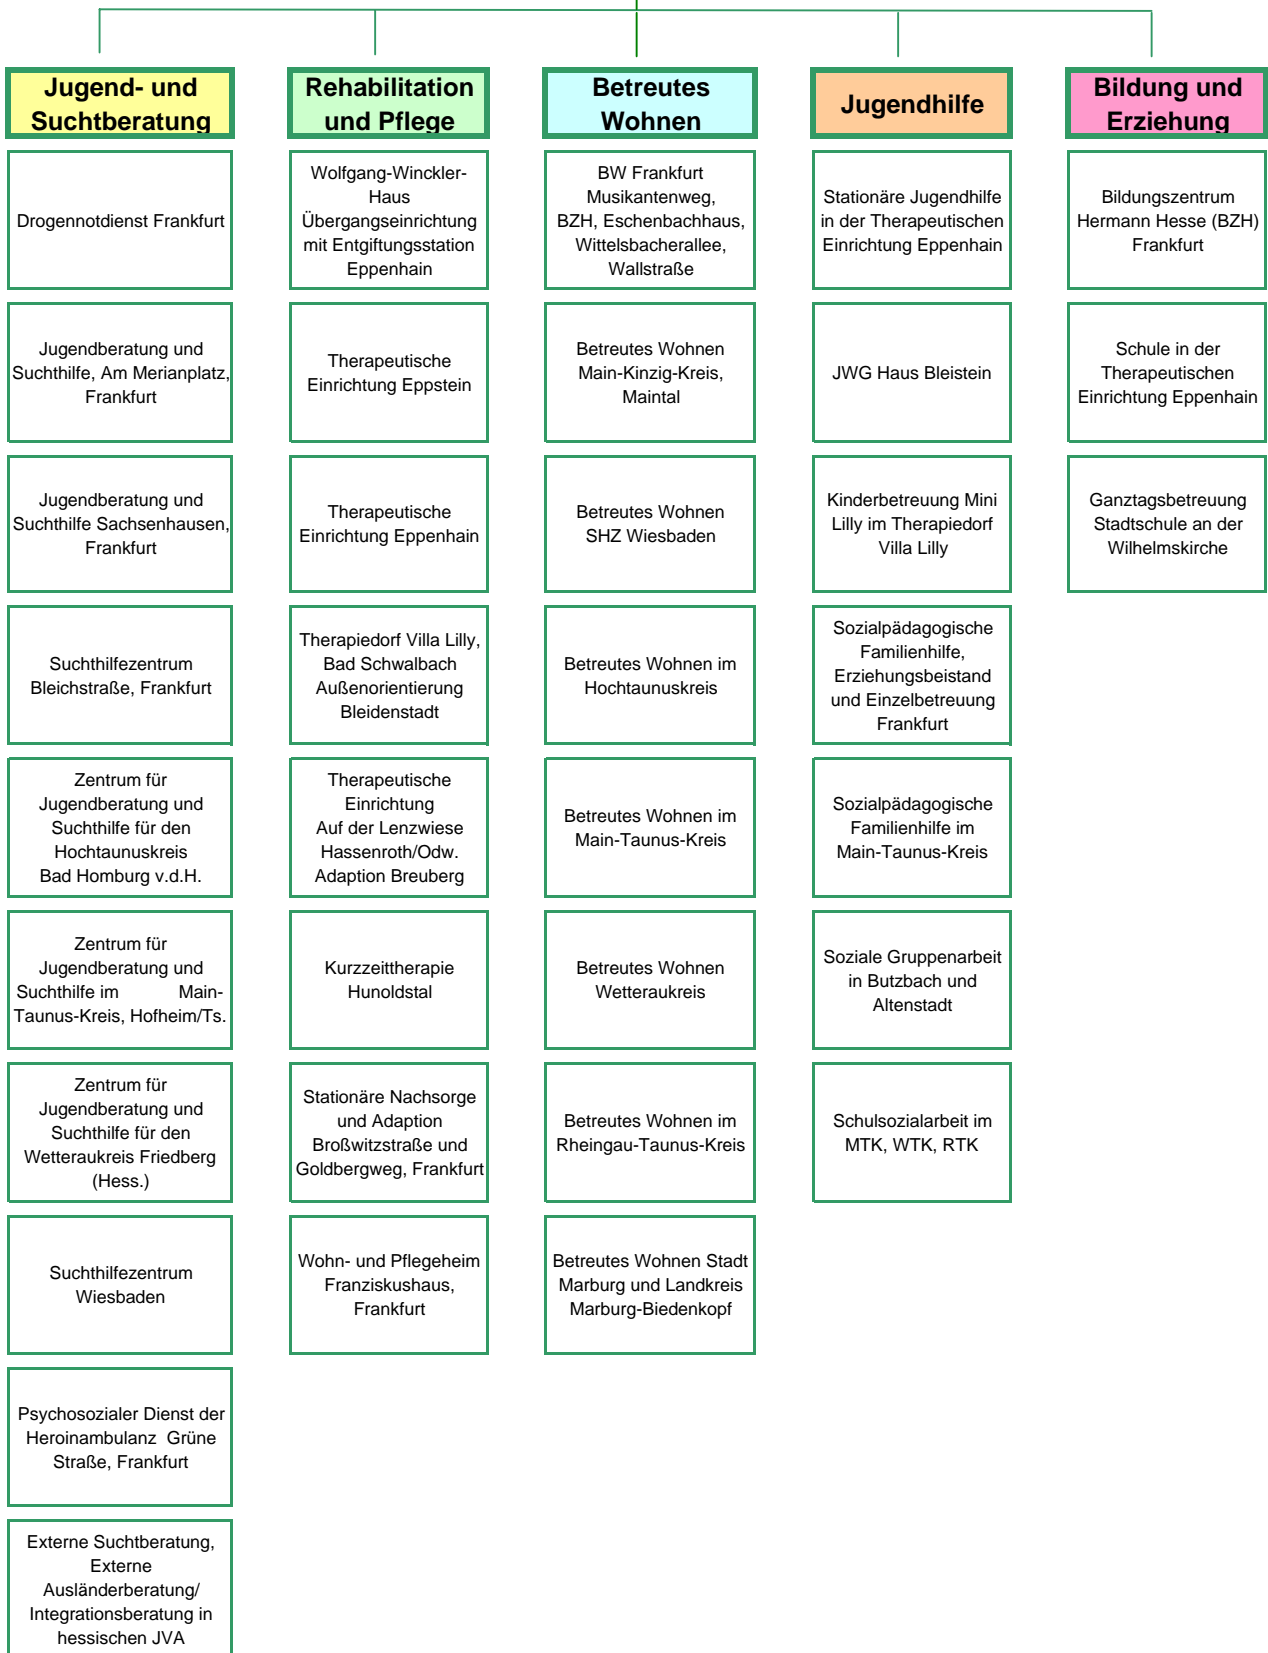 Jugend- und
Suchtberatung
Drogennotdienst Frankfurt
Jugendberatung und
Suchthilfe, Am Merianplatz,
Frankfurt
Jugendberatung und
Suchthilfe Sachsenhausen,
Frankfurt
Suchthilfezentrum
Bleichstraße, Frankfurt
Zentrum für
Jugendberatung und
Suchthilfe für den
Hochtaunuskreis
Bad Homburg v.d.H.
Zentrum für
Jugendberatung und
Suchthilfe im Main-
Taunus-Kreis, Hofheim/Ts.
Zentrum für
Jugendberatung und
Suchthilfe für den
Wetteraukreis Friedberg
(Hess.)
Suchthilfezentrum
Wiesbaden
Psychosozialer Dienst der
Heroinambulanz Grüne
Straße, Frankfurt
Externe Suchtberatung,
Externe
Ausländerberatung/
Integrationsberatung in
hessischen JVA
Rehabilitation
und Pflege
Wolfgang-Winckler-
Haus
Übergangseinrichtung
mit Entgiftungsstation
Eppenhain
Therapeutische
Einrichtung Eppstein
Therapeutische
Einrichtung Eppenhain
Therapiedorf Villa Lilly,
Bad Schwalbach
Außenorientierung
Bleidenstadt
Therapeutische
Einrichtung
Auf der Lenzwiese
Hassenroth/Odw.
Adaption Breuberg
Kurzzeittherapie
Hunoldstal
Stationäre Nachsorge
und Adaption
Broßwitzstraße und
Goldbergweg, Frankfurt
Wohn- und Pflegeheim
Franziskushaus,
Frankfurt
Betreutes
Wohnen
BW Frankfurt
Musikantenweg,
BZH, Eschenbachhaus,
Wittelsbacherallee,
Wallstraße
Betreutes Wohnen
Main-Kinzig-Kreis,
Maintal
Betreutes Wohnen
SHZ Wiesbaden
Betreutes Wohnen im
Hochtaunuskreis
Betreutes Wohnen im
Main-Taunus-Kreis
Betreutes Wohnen
Wetteraukreis
Betreutes Wohnen im
Rheingau-Taunus-Kreis
Betreutes Wohnen Stadt
Marburg und Landkreis
Marburg-Biedenkopf
Jugendhilfe
Stationäre Jugendhilfe
in der Therapeutischen
Einrichtung Eppenhain
JWG Haus Bleistein
Kinderbetreuung Mini
Lilly im Therapiedorf
Villa Lilly
Sozialpädagogische
Familienhilfe,
Erziehungsbeistand
und Einzelbetreuung
Frankfurt
Sozialpädagogische
Familienhilfe im
Main-Taunus-Kreis
Soziale Gruppenarbeit
in Butzbach und
Altenstadt
Schulsozialarbeit im
MTK, WTK, RTK
Bildung und
Erziehung
Bildungszentrum
Hermann Hesse (BZH)
Frankfurt
Schule in der
Therapeutischen
Einrichtung Eppenhain
Ganztagsbetreuung
Stadtschule an der
Wilhelmskirche